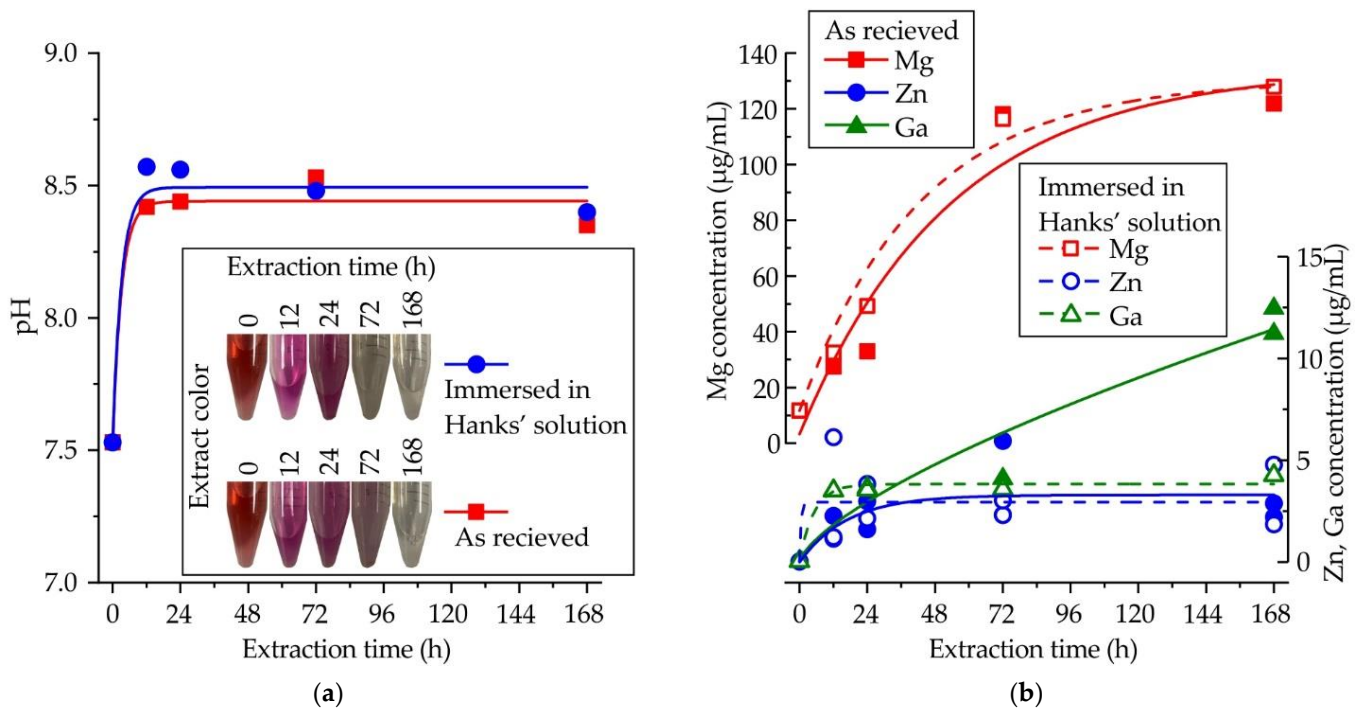 9.0
8.5
8.0
7.5
7.0
pH
0 24 48 72 96 120 144 168
Extraction time (h)
Extraction time (h)
0 12 24 72 168
Extract color
0 12 24 72 168
Immersed in
Hanks’ solution
As recieved
(a)
140
120
100
80
60
40
20
0
Mg concentration (µg/mL)
As recieved
Mg
Zn
Ga
Immersed in
Hanks’ solution
Mg
Zn
Ga
15
10
5
0
Zn, Ga concentration (µg/mL)
0 24 48 72 96 120 144 168
Extraction time (h)
(b)